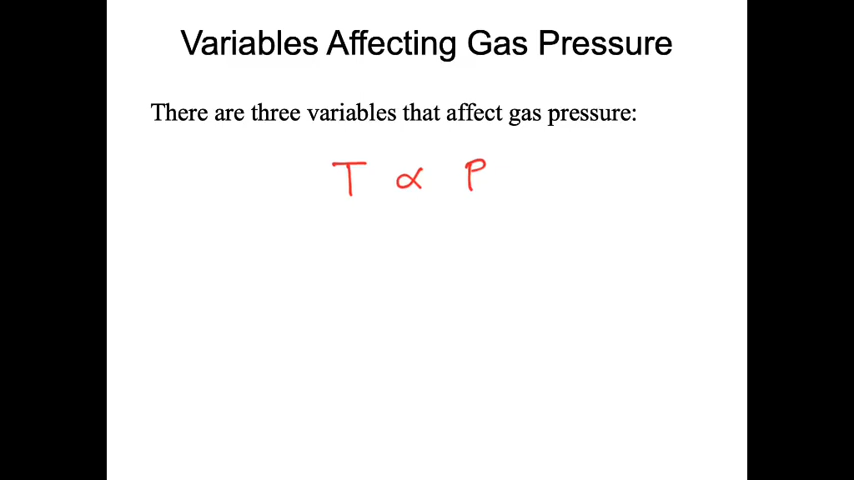 Variables Affecting Gas Pressure
There are three variables that affect gas pressure:
T ∝ P